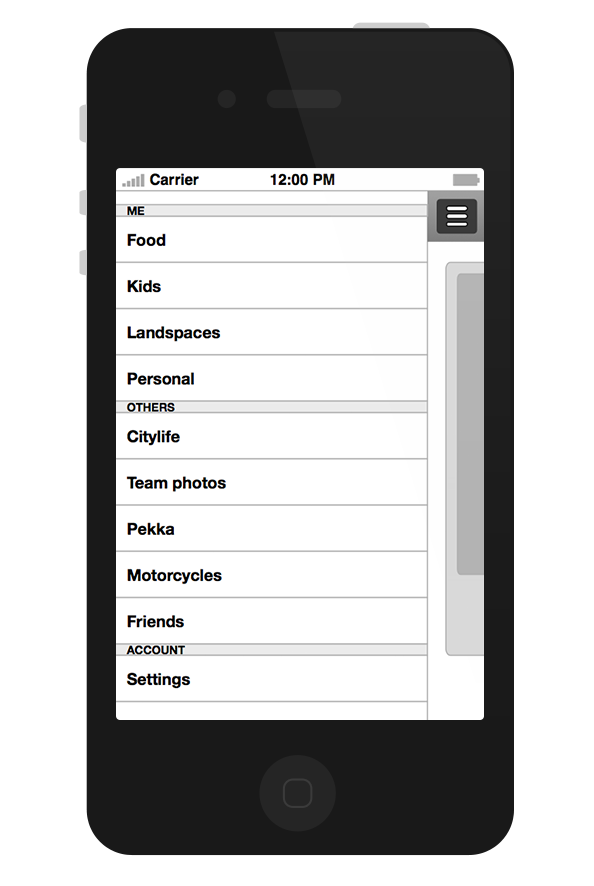 Carrier 12:00 PM
ME
Food
Kids
Landspaces
Personal
OTHERS
Citylife
Team photos
Pekka
Motorcycles
Friends
ACCOUNT
Settings